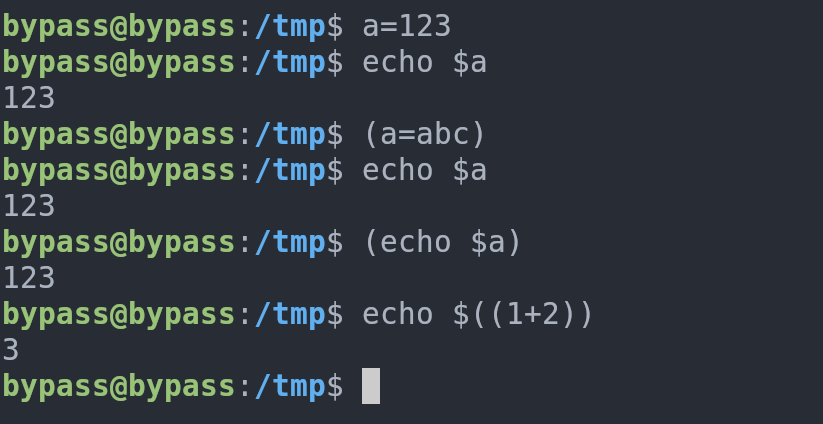 bypass@bypass:/tmp$ a=123
bypass@bypass:/tmp$ echo $a
123
bypass@bypass:/tmp$ (a=abc)
bypass@bypass:/tmp$ echo $a
123
bypass@bypass:/tmp$ (echo $a)
123
bypass@bypass:/tmp$ echo $((1+2))
3
bypass@bypass:/tmp$